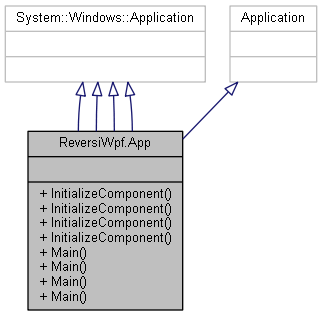 System::Windows::Application
Application
ReversiWpf.App
+ InitializeComponent()
+ InitializeComponent()
+ InitializeComponent()
+ InitializeComponent()
+ Main()
+ Main()
+ Main()
+ Main()